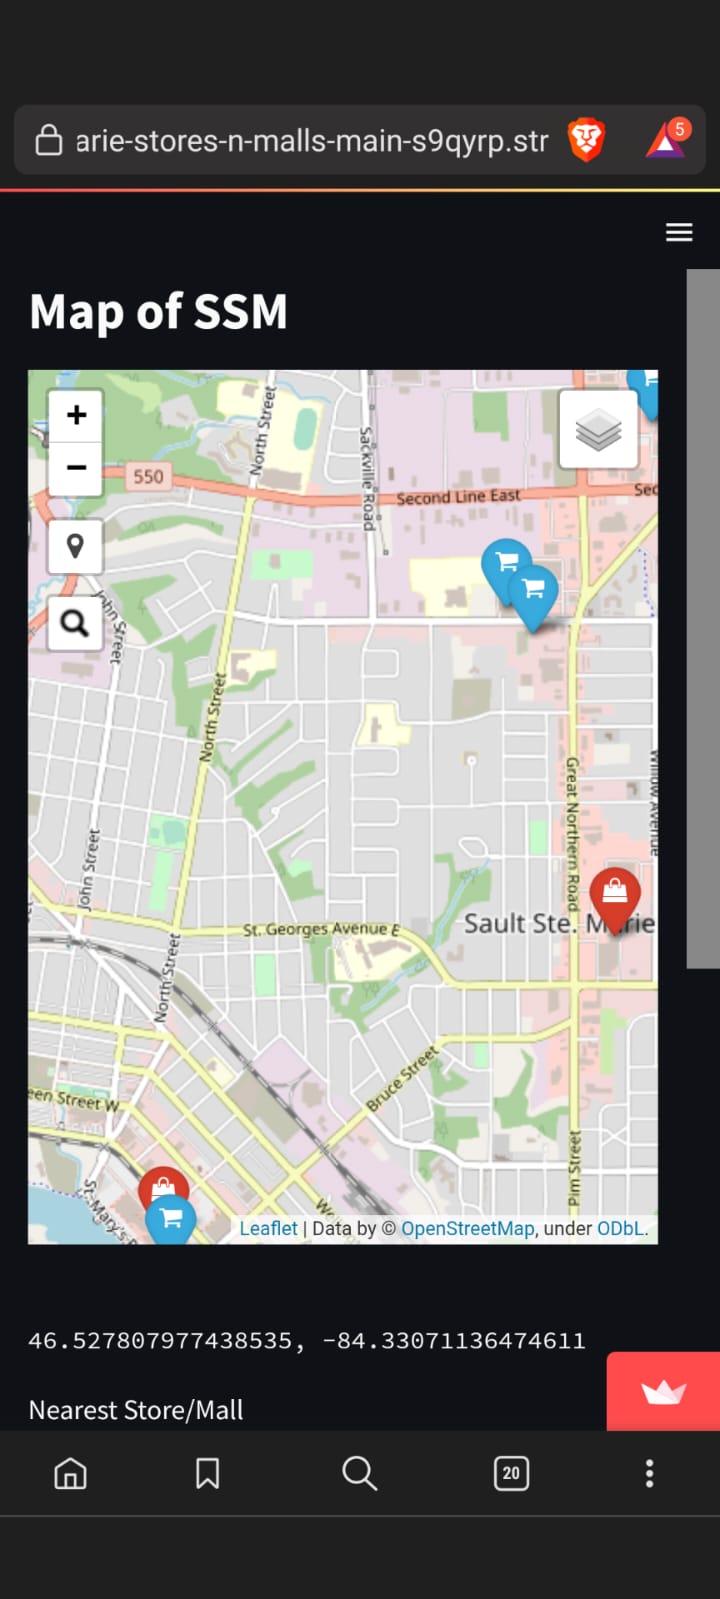 arie-stores-n-malls-main-s9qyrp.str
5
Map of SSM
+
−
550
North Street
Sackville Road
Second Line East
Sec
John Street
North Street
Great Northern Road
Willow Avenue
John Street
St. Georges Avenue E
Sault Ste. Marie
North Street
Bruce Street
een Street W
Pim Street
St. Mary's
Leaflet | Data by © OpenStreetMap, under ODbL.
46.527807977438535, -84.33071136474611
Nearest Store/Mall
20